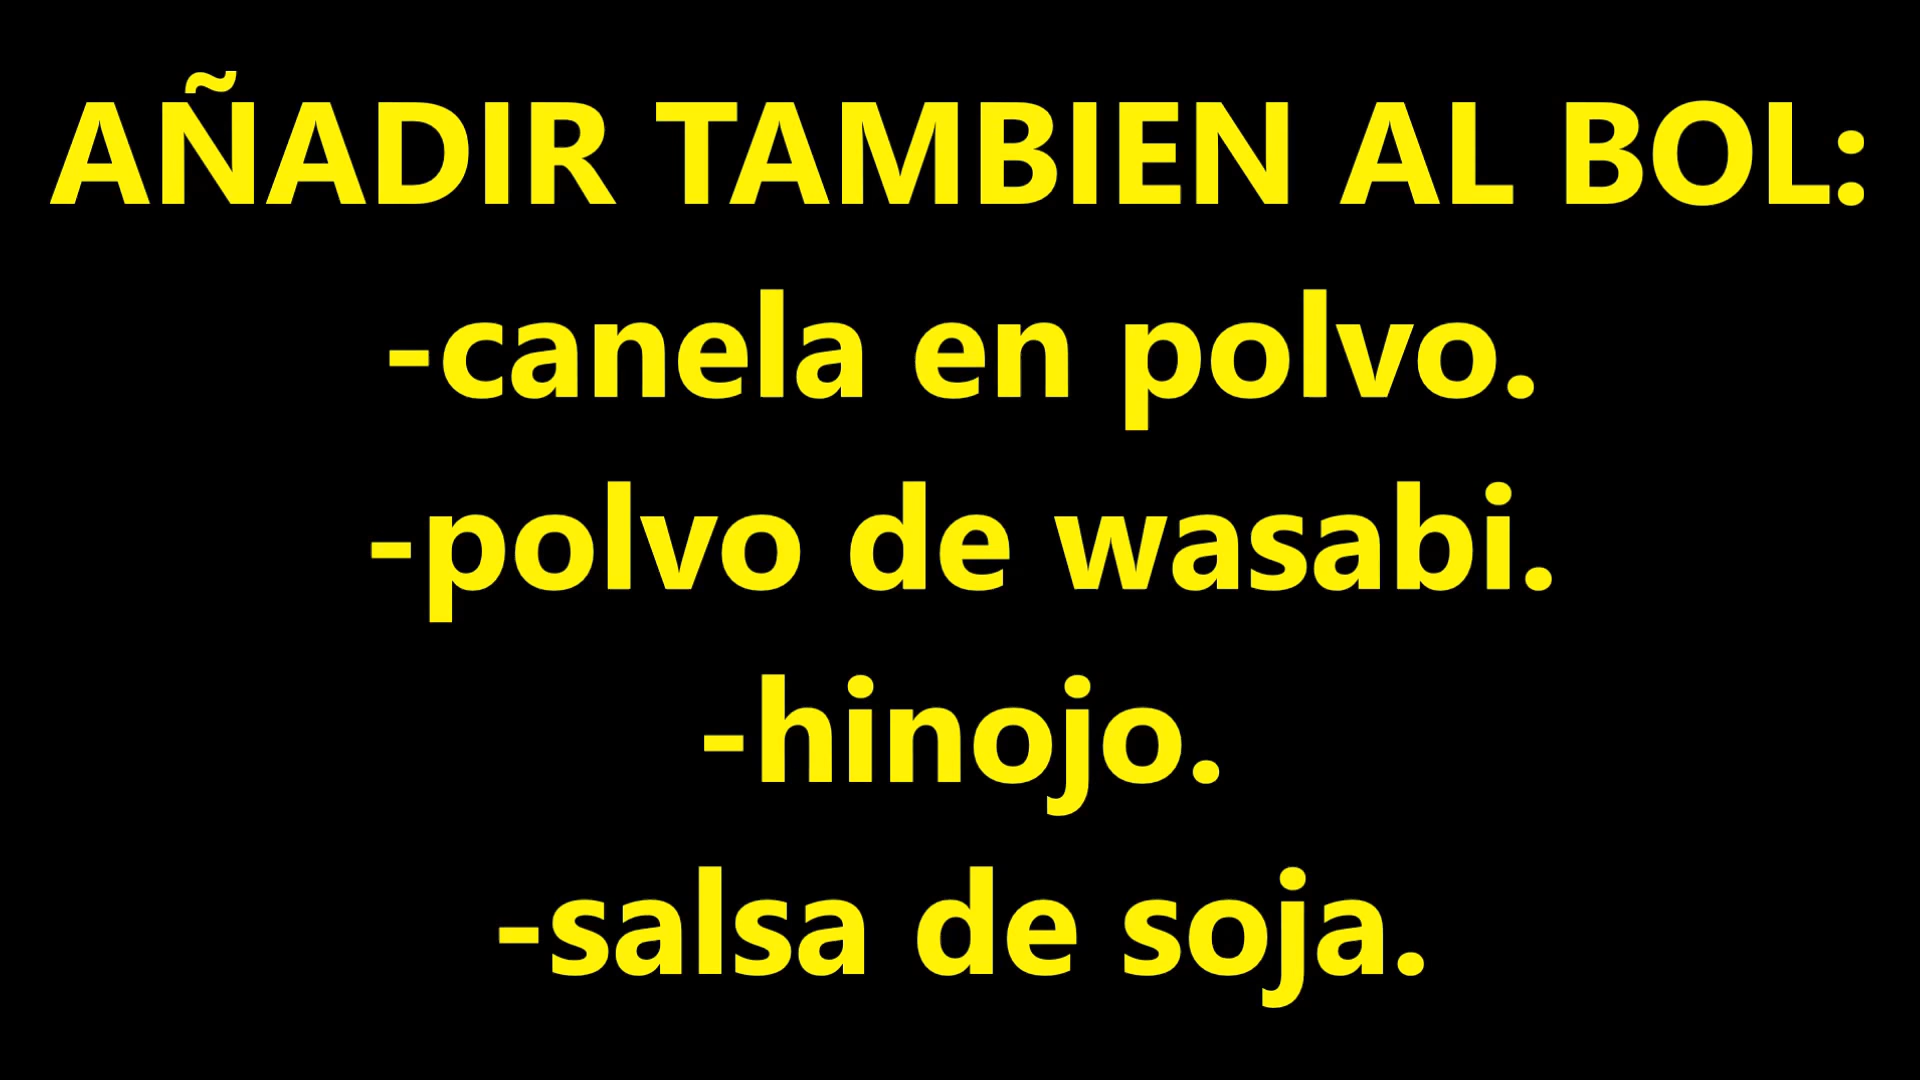 AÑADIR TAMBIEN AL BOL:
-canela en polvo.
-polvo de wasabi.
-hinojo.
-salsa de soja.